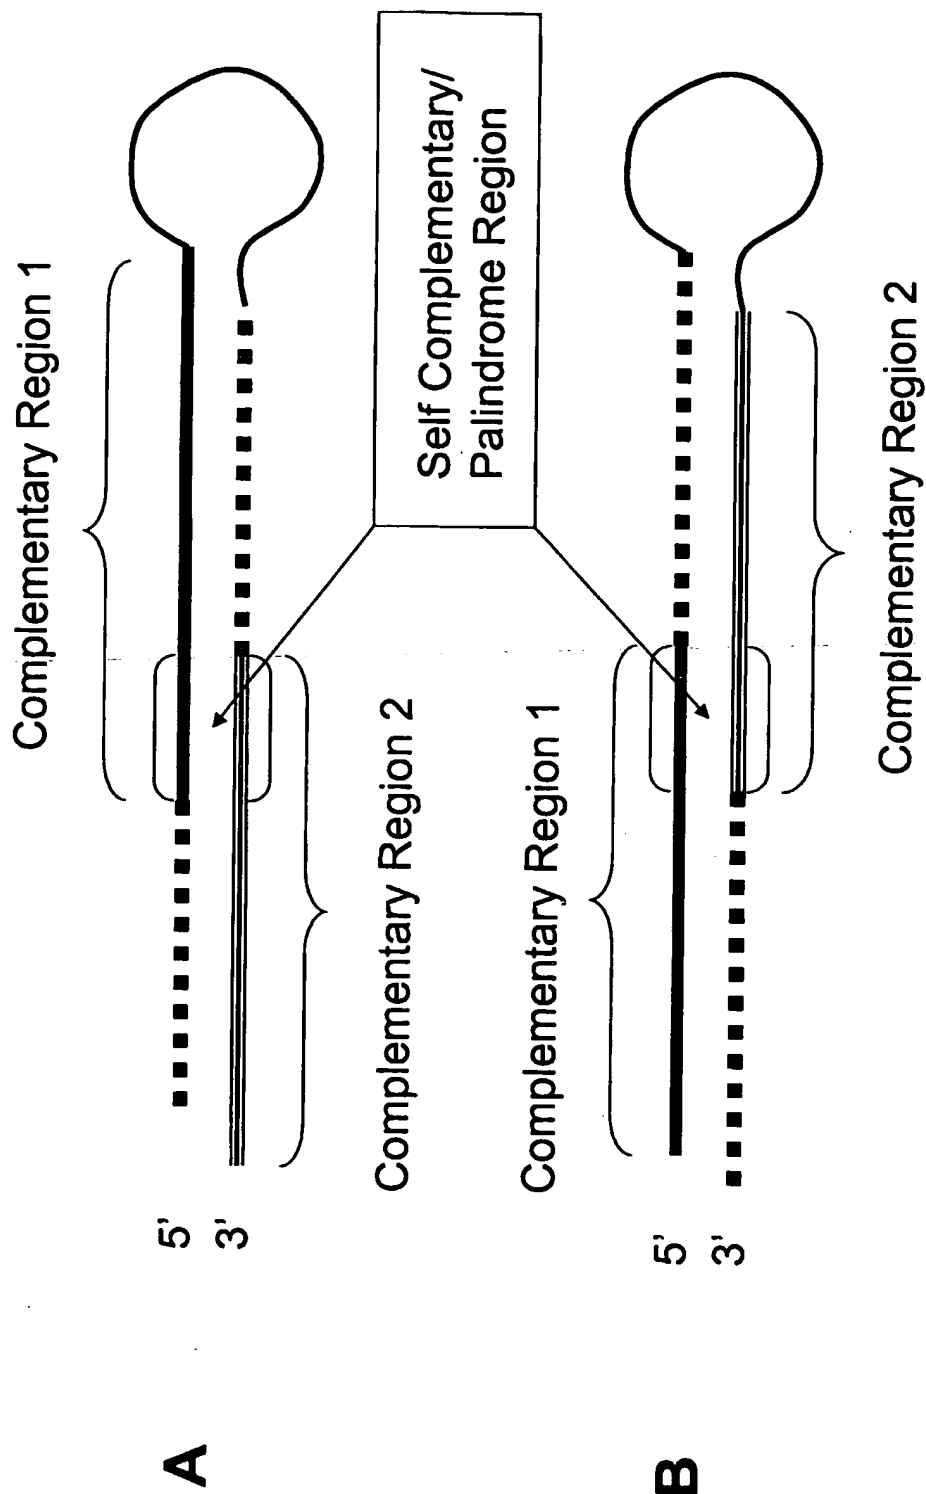 A
5'
3'
Complementary Region 1
Complementary Region 2
Self Complementary/
Palindrome Region
B
5'
3'
Complementary Region 1
Complementary Region 2